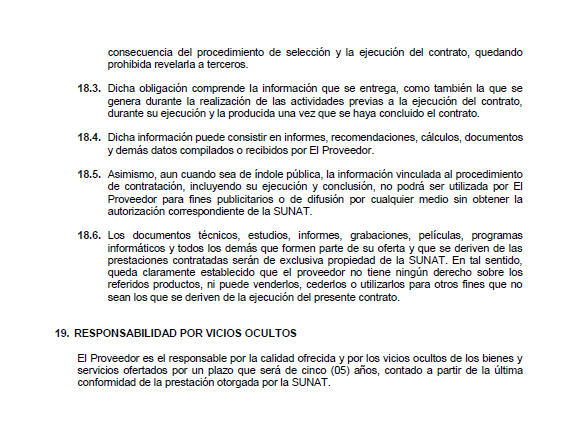 consecuencia del procedimiento de selección y la ejecución del contrato, quedando
prohibida revelarla a terceros.
18.3. Dicha obligación comprende la información que se entrega, como también la que se
genera durante la realización de las actividades previas a la ejecución del contrato,
durante su ejecución y la producida una vez que se haya concluido el contrato.
18.4. Dicha información puede consistir en informes, recomendaciones, cálculos, documentos
y demás datos compilados o recibidos por El Proveedor.
18.5. Asimismo, aun cuando sea de índole pública, la información vinculada al procedimiento
de contratación, incluyendo su ejecución y conclusión, no podrá ser utilizada por El
Proveedor para fines publicitarios o de difusión por cualquier medio sin obtener la
autorización correspondiente de la SUNAT.
18.6. Los documentos técnicos, estudios, informes, grabaciones, películas, programas
informáticos y todos los demás que formen parte de su oferta y que se deriven de las
prestaciones contratadas serán de exclusiva propiedad de la SUNAT. En tal sentido,
queda claramente establecido que el proveedor no tiene ningún derecho sobre los
referidos productos, ni puede venderlos, cederlos o utilizarlos para otros fines que no
sean los que se deriven de la ejecución del presente contrato.
19. RESPONSABILIDAD POR VICIOS OCULTOS
El Proveedor es el responsable por la calidad ofrecida y por los vicios ocultos de los bienes y
servicios ofertados por un plazo que será de cinco (05) años, contado a partir de la última
conformidad de la prestación otorgada por la SUNAT.